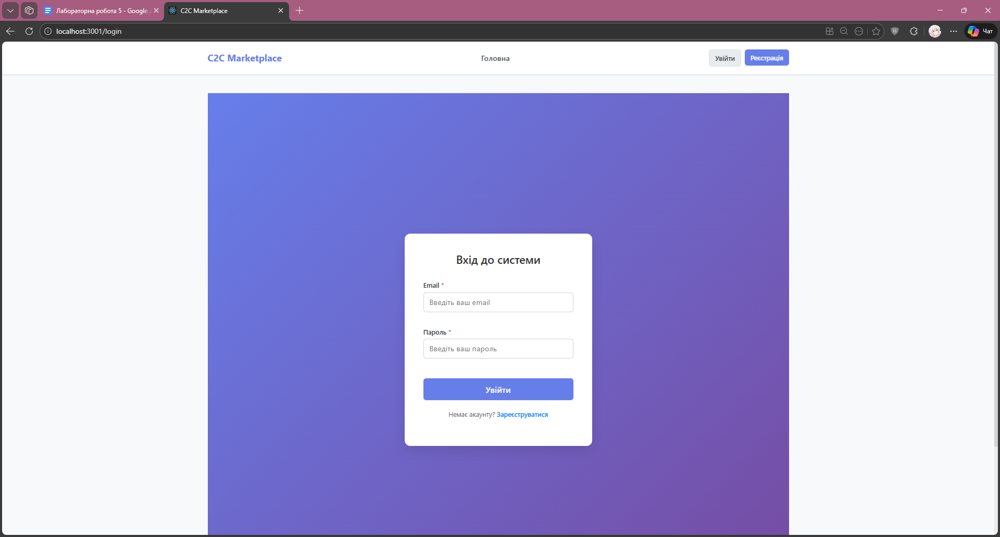 Лабораторна робота 5 - Google
C2C Marketplace
localhost:3001/login
Чат
C2C Marketplace
Головна
Увійти
Реєстрація
Вхід до системи
Email *
Введіть ваш email
Пароль *
Введіть ваш пароль
Увійти
Немає акаунту? Зареєструватися